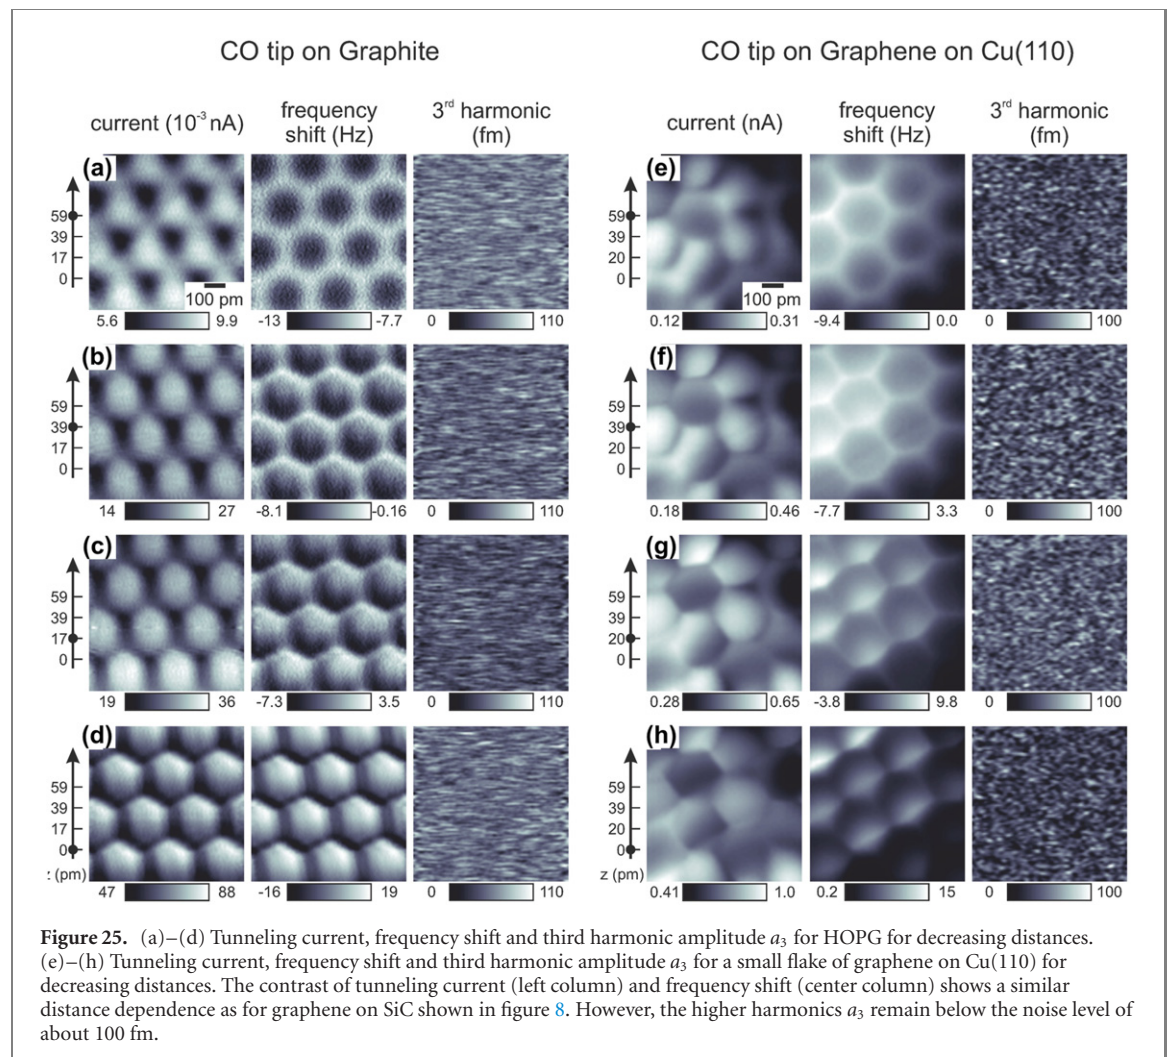 CO tip on Graphite
CO tip on Graphene on Cu(110)
current (10⁻³ nA)
frequency
shift (Hz)
3ʳᵈ harmonic
(fm)
current (nA)
frequency
shift (Hz)
3ʳᵈ harmonic
(fm)
(a)
59
39
17
0
100 pm
5.6 9.9 -13 -7.7 0 110
(e)
59
39
20
0
100 pm
0.12 0.31 -9.4 0.0 0 100
(b)
59
39
17
0
14 27 -8.1 -0.16 0 110
(f)
59
39
20
0
0.18 0.46 -7.7 3.3 0 100
(c)
59
39
17
0
19 36 -7.3 3.5 0 110
(g)
59
39
20
0
0.28 0.65 -3.8 9.8 0 100
(d)
59
39
17
0
: (pm)
47 88 -16 19 0 110
(h)
59
39
20
0
z (pm)
0.41 1.0 0.2 15 0 100
Figure 25. (a)–(d) Tunneling current, frequency shift and third harmonic amplitude a₃ for HOPG for decreasing distances.
(e)–(h) Tunneling current, frequency shift and third harmonic amplitude a₃ for a small flake of graphene on Cu(110) for
decreasing distances. The contrast of tunneling current (left column) and frequency shift (center column) shows a similar
distance dependence as for graphene on SiC shown in figure 8. However, the higher harmonics a₃ remain below the noise level of
about 100 fm.